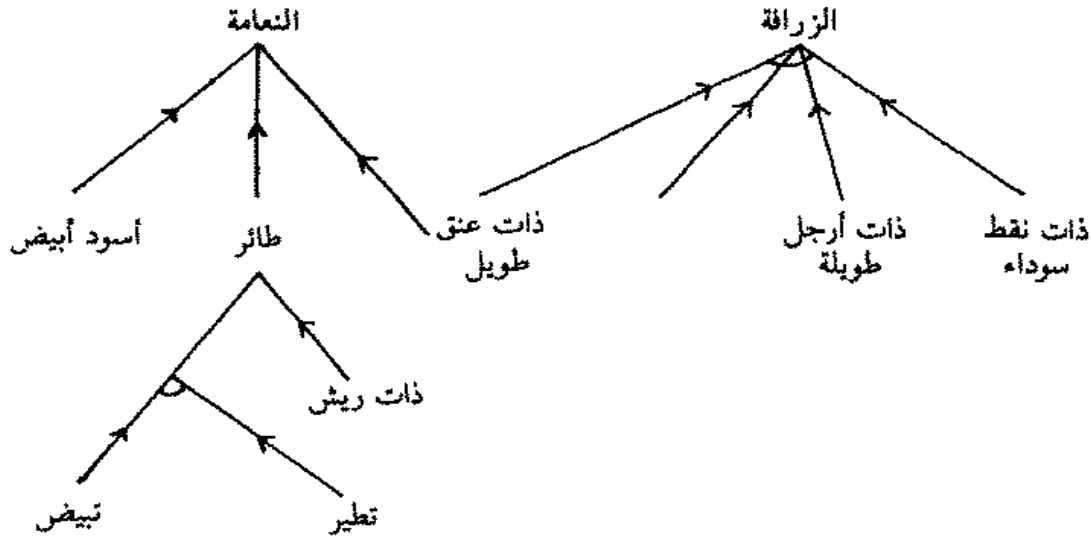 الزرافة
النعامة
ذات نقط
سوداء
ذات أرجل
طويلة
ذات عنق
طويل
طائر
أسود أبيض
ذات ريش
تطير
تبيض